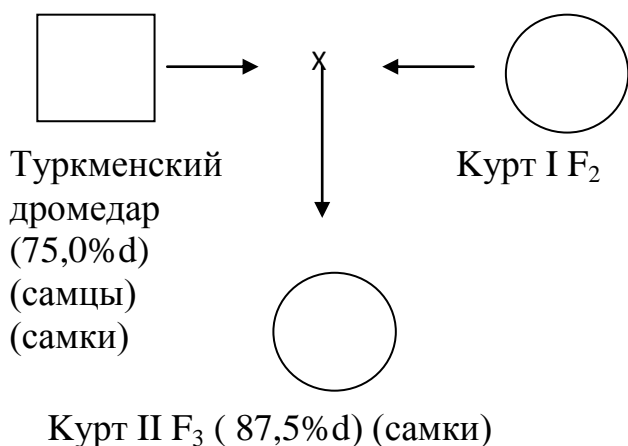 x
Туркменский
дромедар
(75,0%d)
(самцы)
(самки)
Курт I F₂
Курт II F₃ ( 87,5%d) (самки)